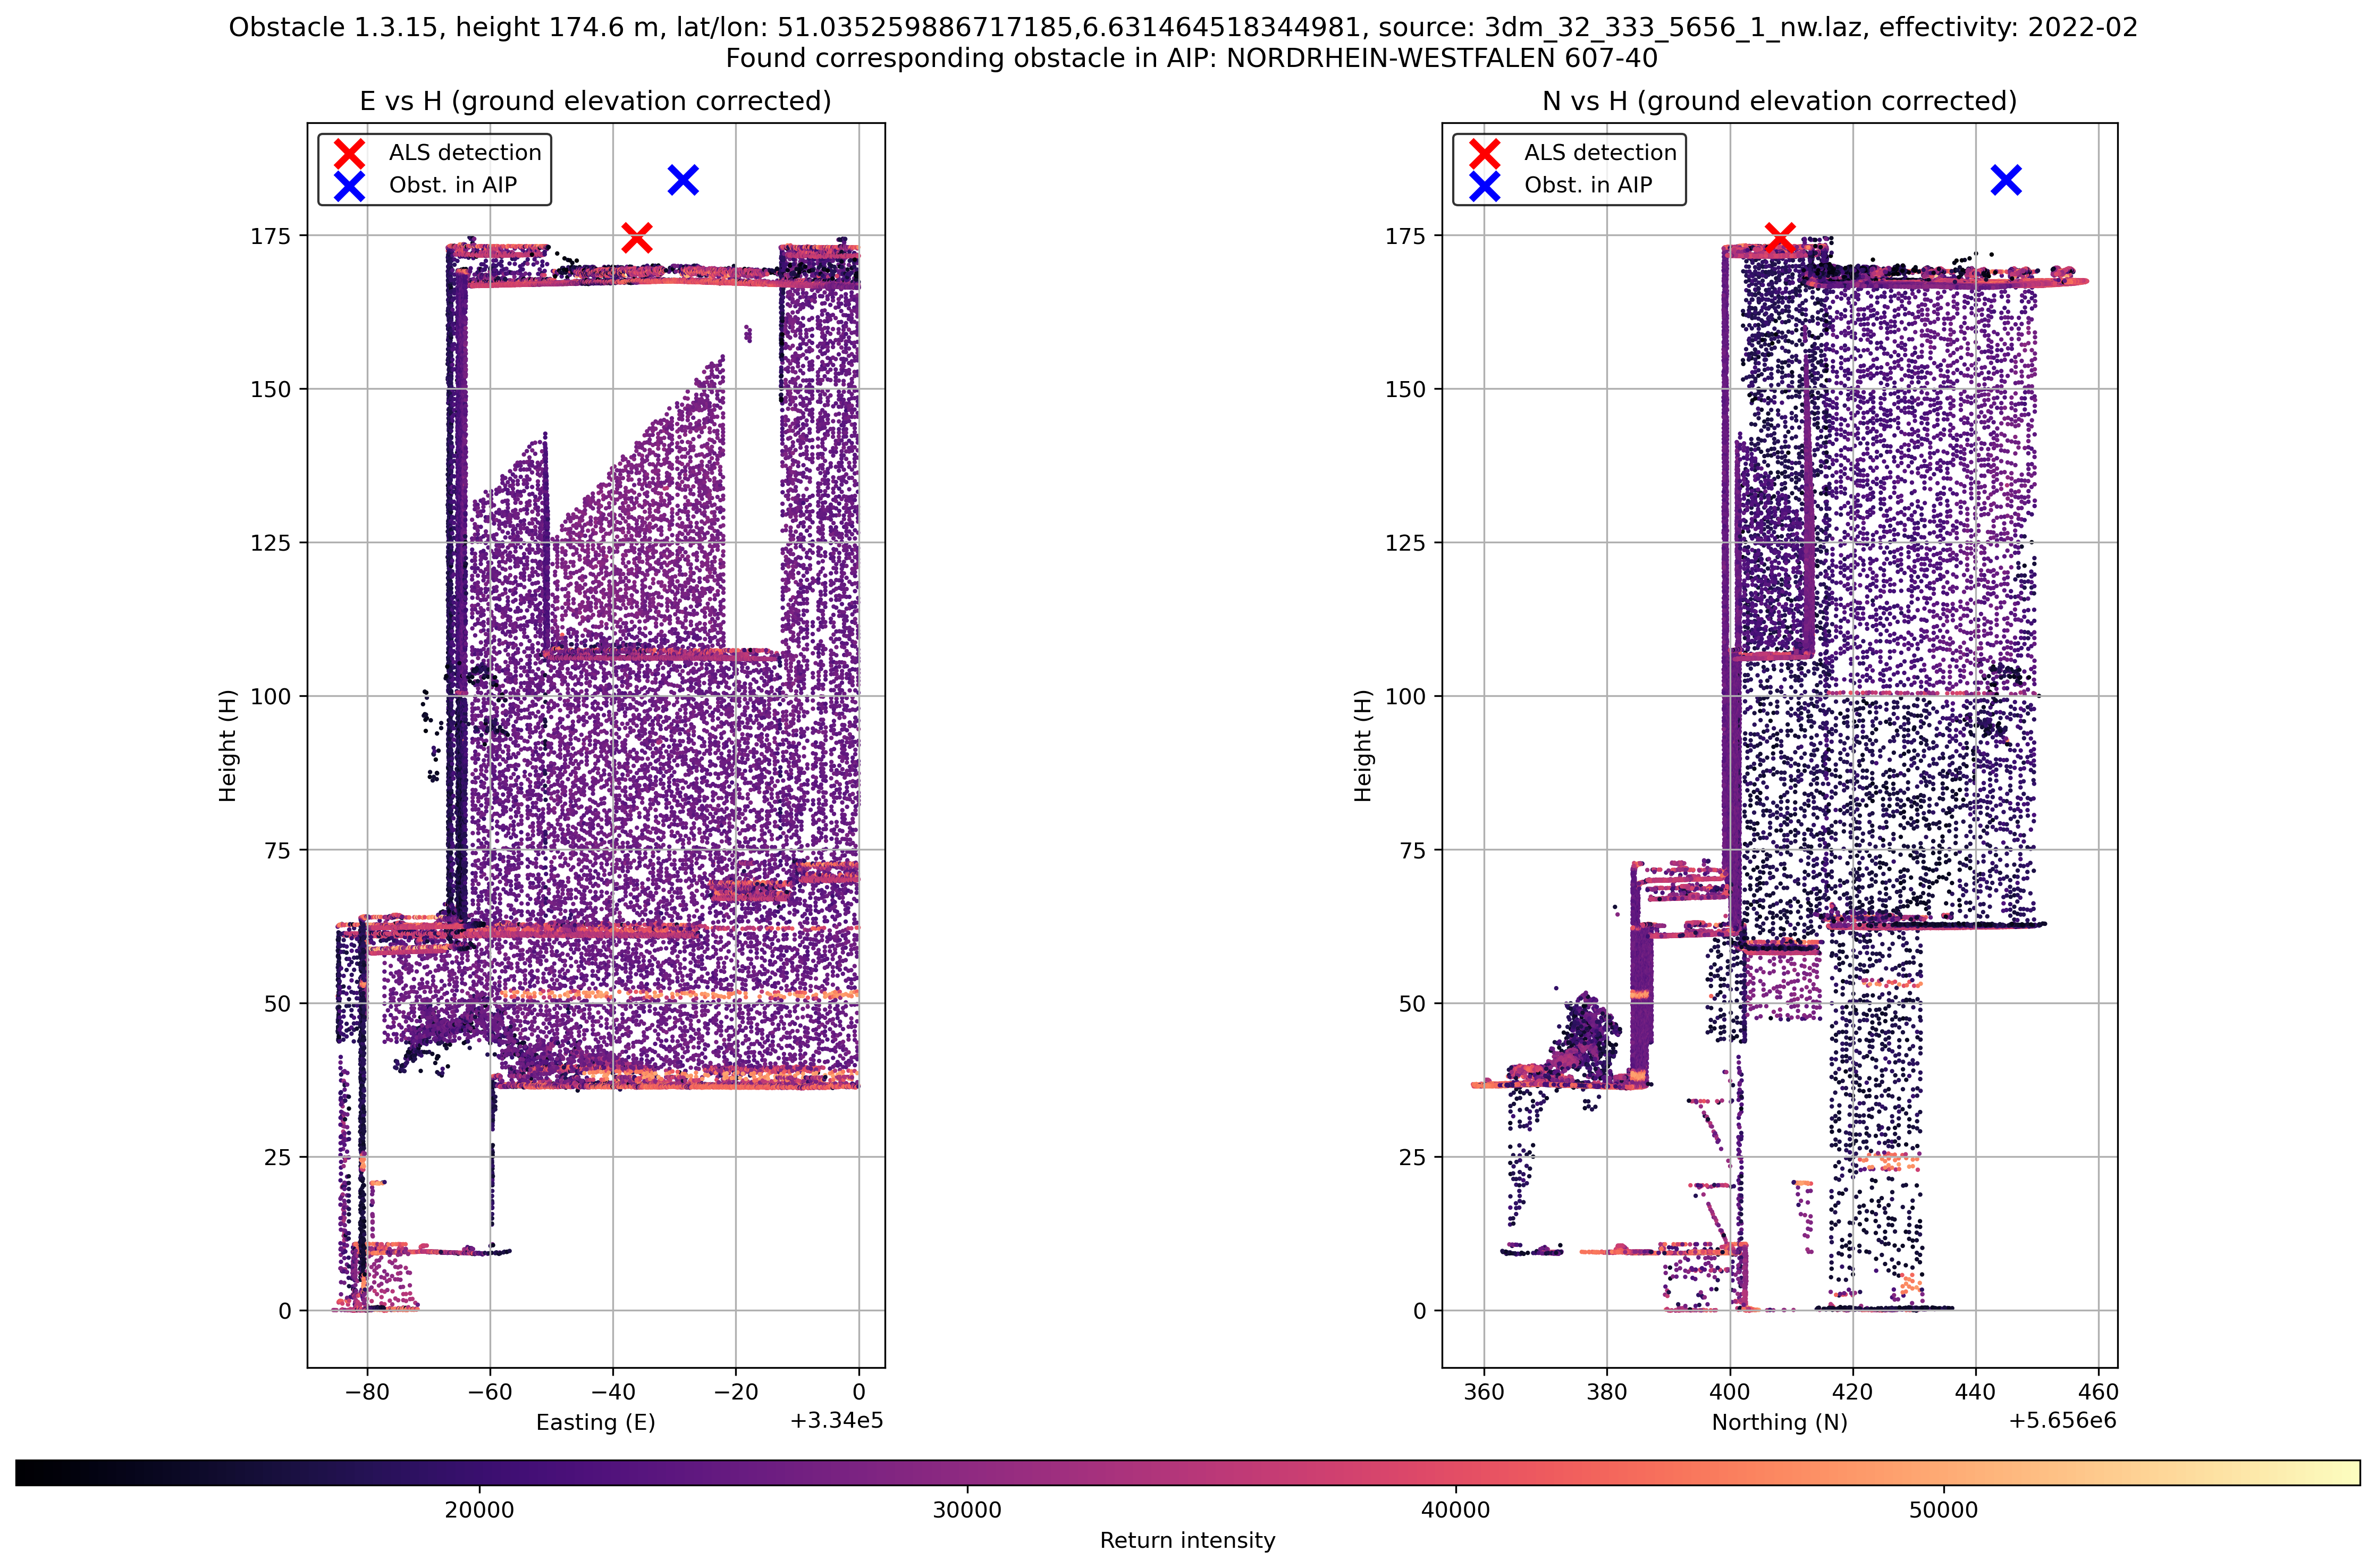 Obstacle 1.3.15, height 174.6 m, lat/lon: 51.035259886717185,6.631464518344981, source: 3dm_32_333_5656_1_nw.laz, effectivity: 2022-02
Found corresponding obstacle in AIP: NORDRHEIN-WESTFALEN 607-40
E vs H (ground elevation corrected)
ALS detection
Obst. in AIP
175
150
125
100
75
50
25
0
Height (H)
−80 −60 −40 −20 0
Easting (E)
+3.34e5
N vs H (ground elevation corrected)
ALS detection
Obst. in AIP
175
150
125
100
75
50
25
0
Height (H)
360 380 400 420 440 460
Northing (N)
+5.656e6
20000 30000 40000 50000
Return intensity